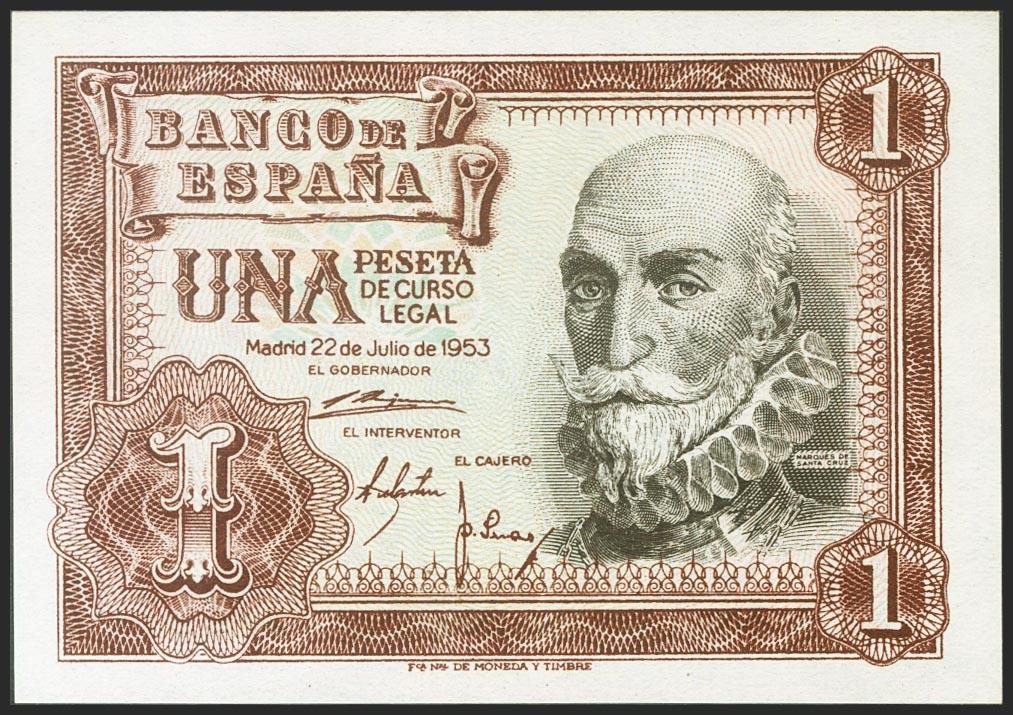 BANCO DE
ESPAÑA
UNA PESETA
DE CURSO
LEGAL
Madrid 22 de Julio de 1953
EL GOBERNADOR
EL INTERVENTOR
EL CAJERO
MARQUÉS DE
SANTA CRUZ
1
1
1
Fca. Nal. DE MONEDA Y TIMBRE